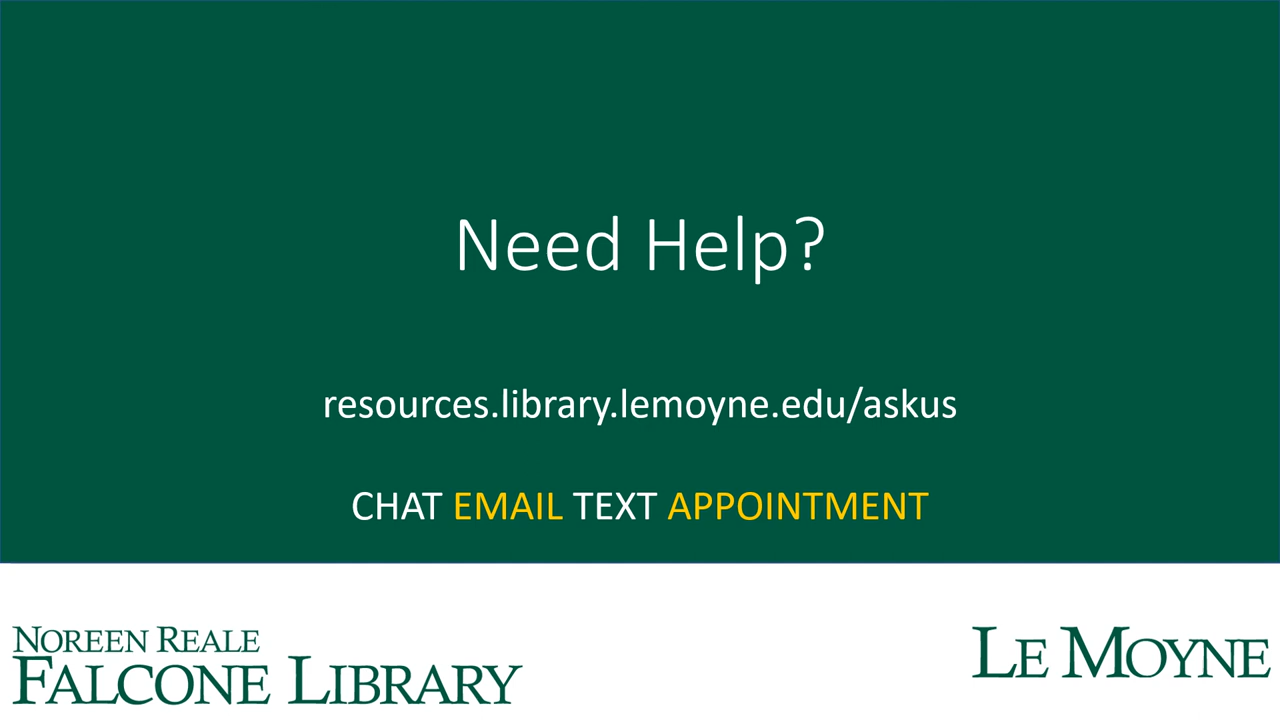 Need Help?
resources.library.lemoyne.edu/askus
CHAT EMAIL TEXT APPOINTMENT
NOREEN REALE
FALCONE LIBRARY
LE MOYNE